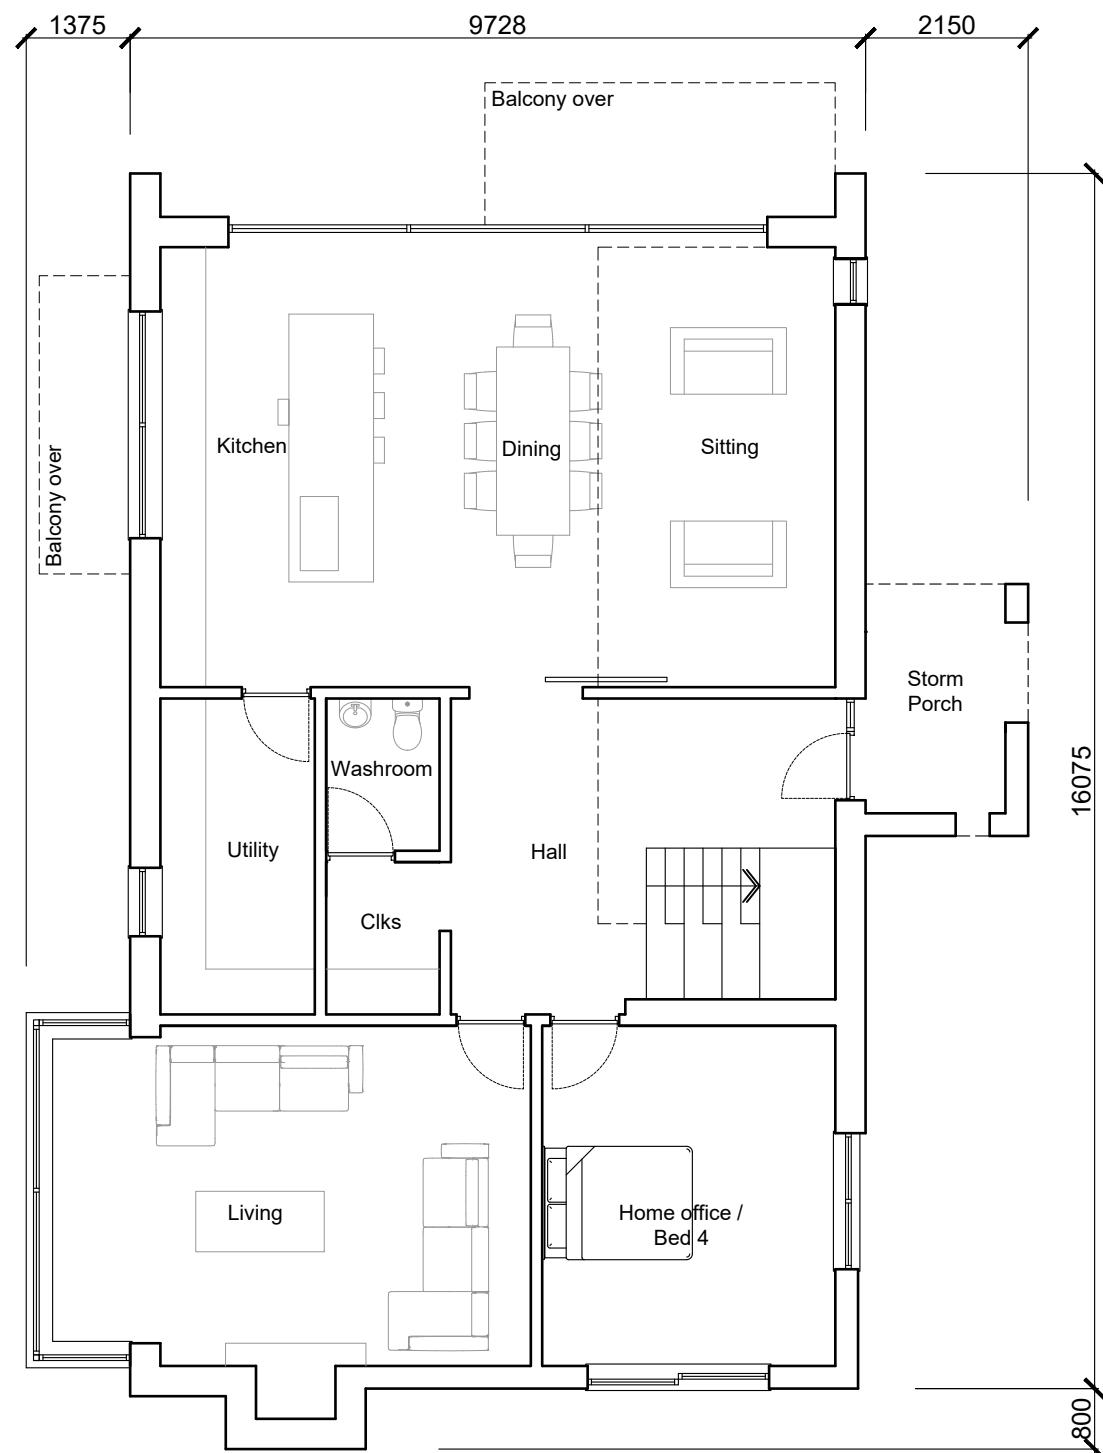 1375
9728
2150
Balcony over
Balcony over
Kitchen
Dining
Sitting
Storm
Porch
16075
Washroom
Utility
Hall
Clks
Living
Home office /
Bed 4
800